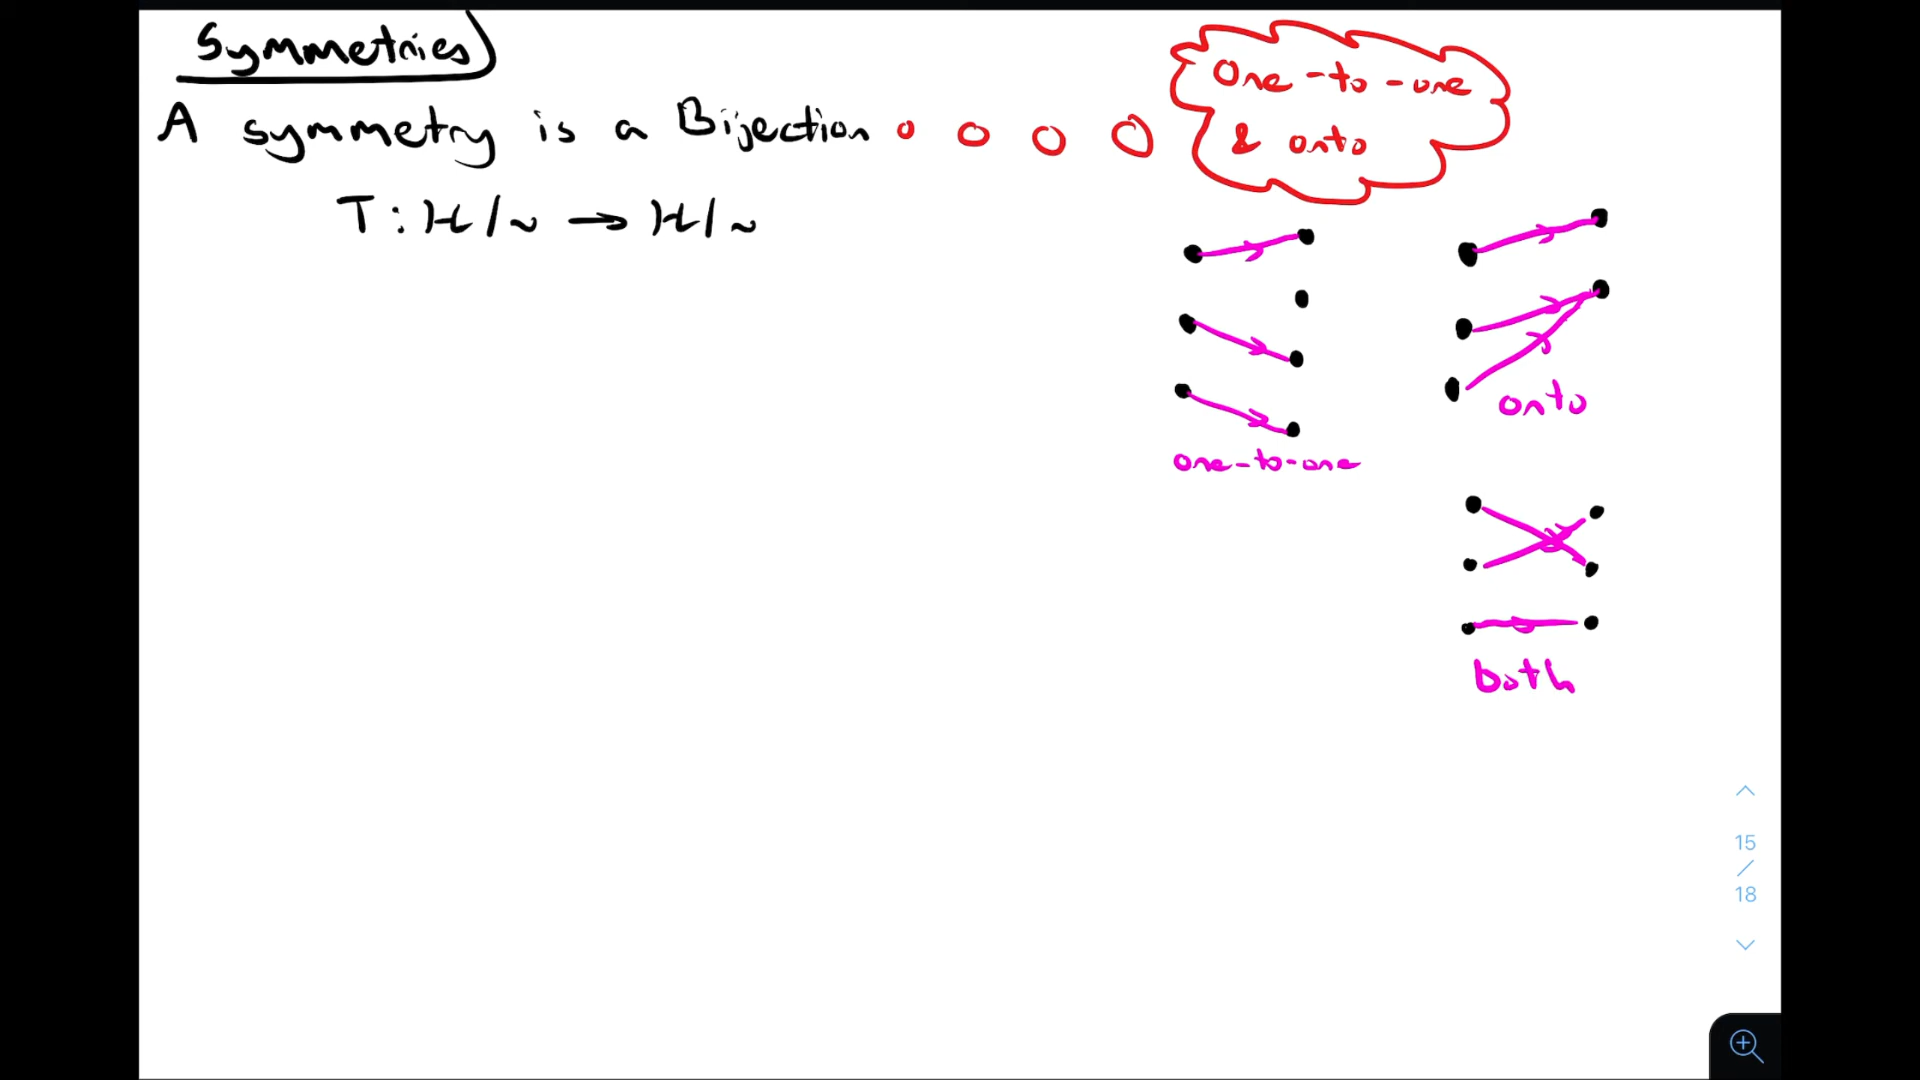 Symmetries
A symmetry is a Bijection
One-to-one
& onto
T : H/~ → H/~
onto
one-to-one
both
15
/
18